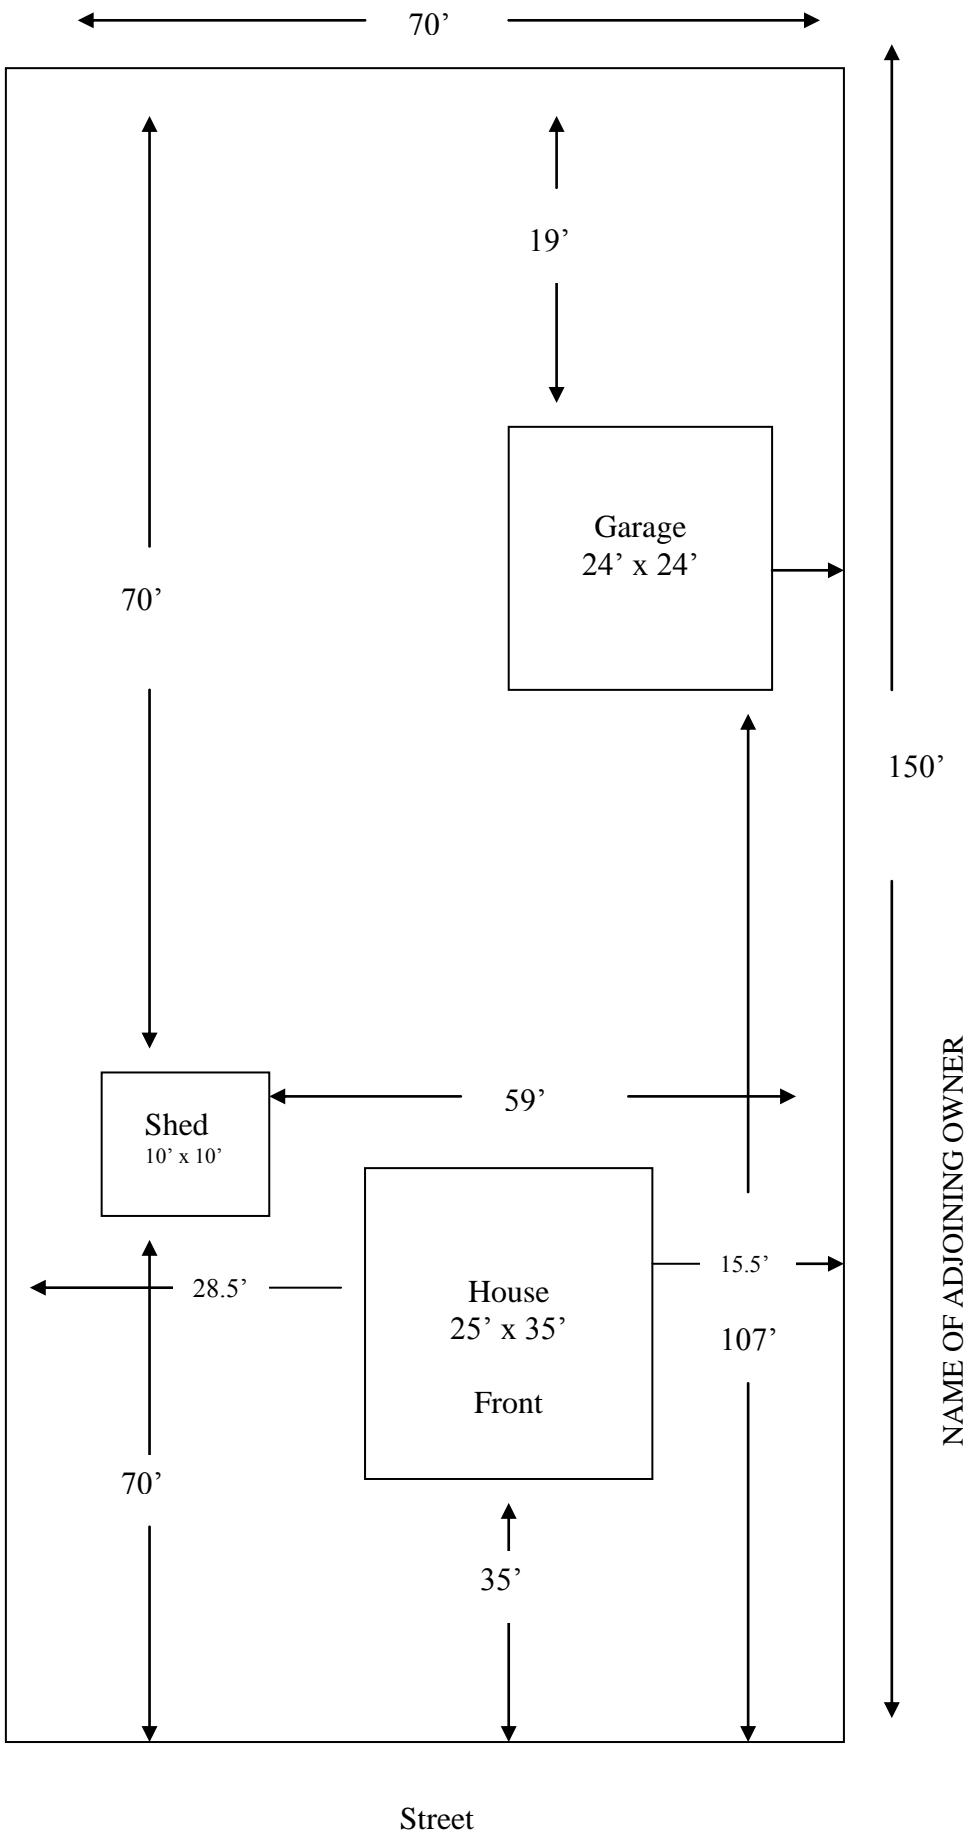 70’
19’
Garage
24’ x 24’
70’
150’
59’
Shed
10’ x 10’
15.5’
28.5’
House
25’ x 35’
107’
Front
70’
35’
NAME OF ADJOINING OWNER
Street